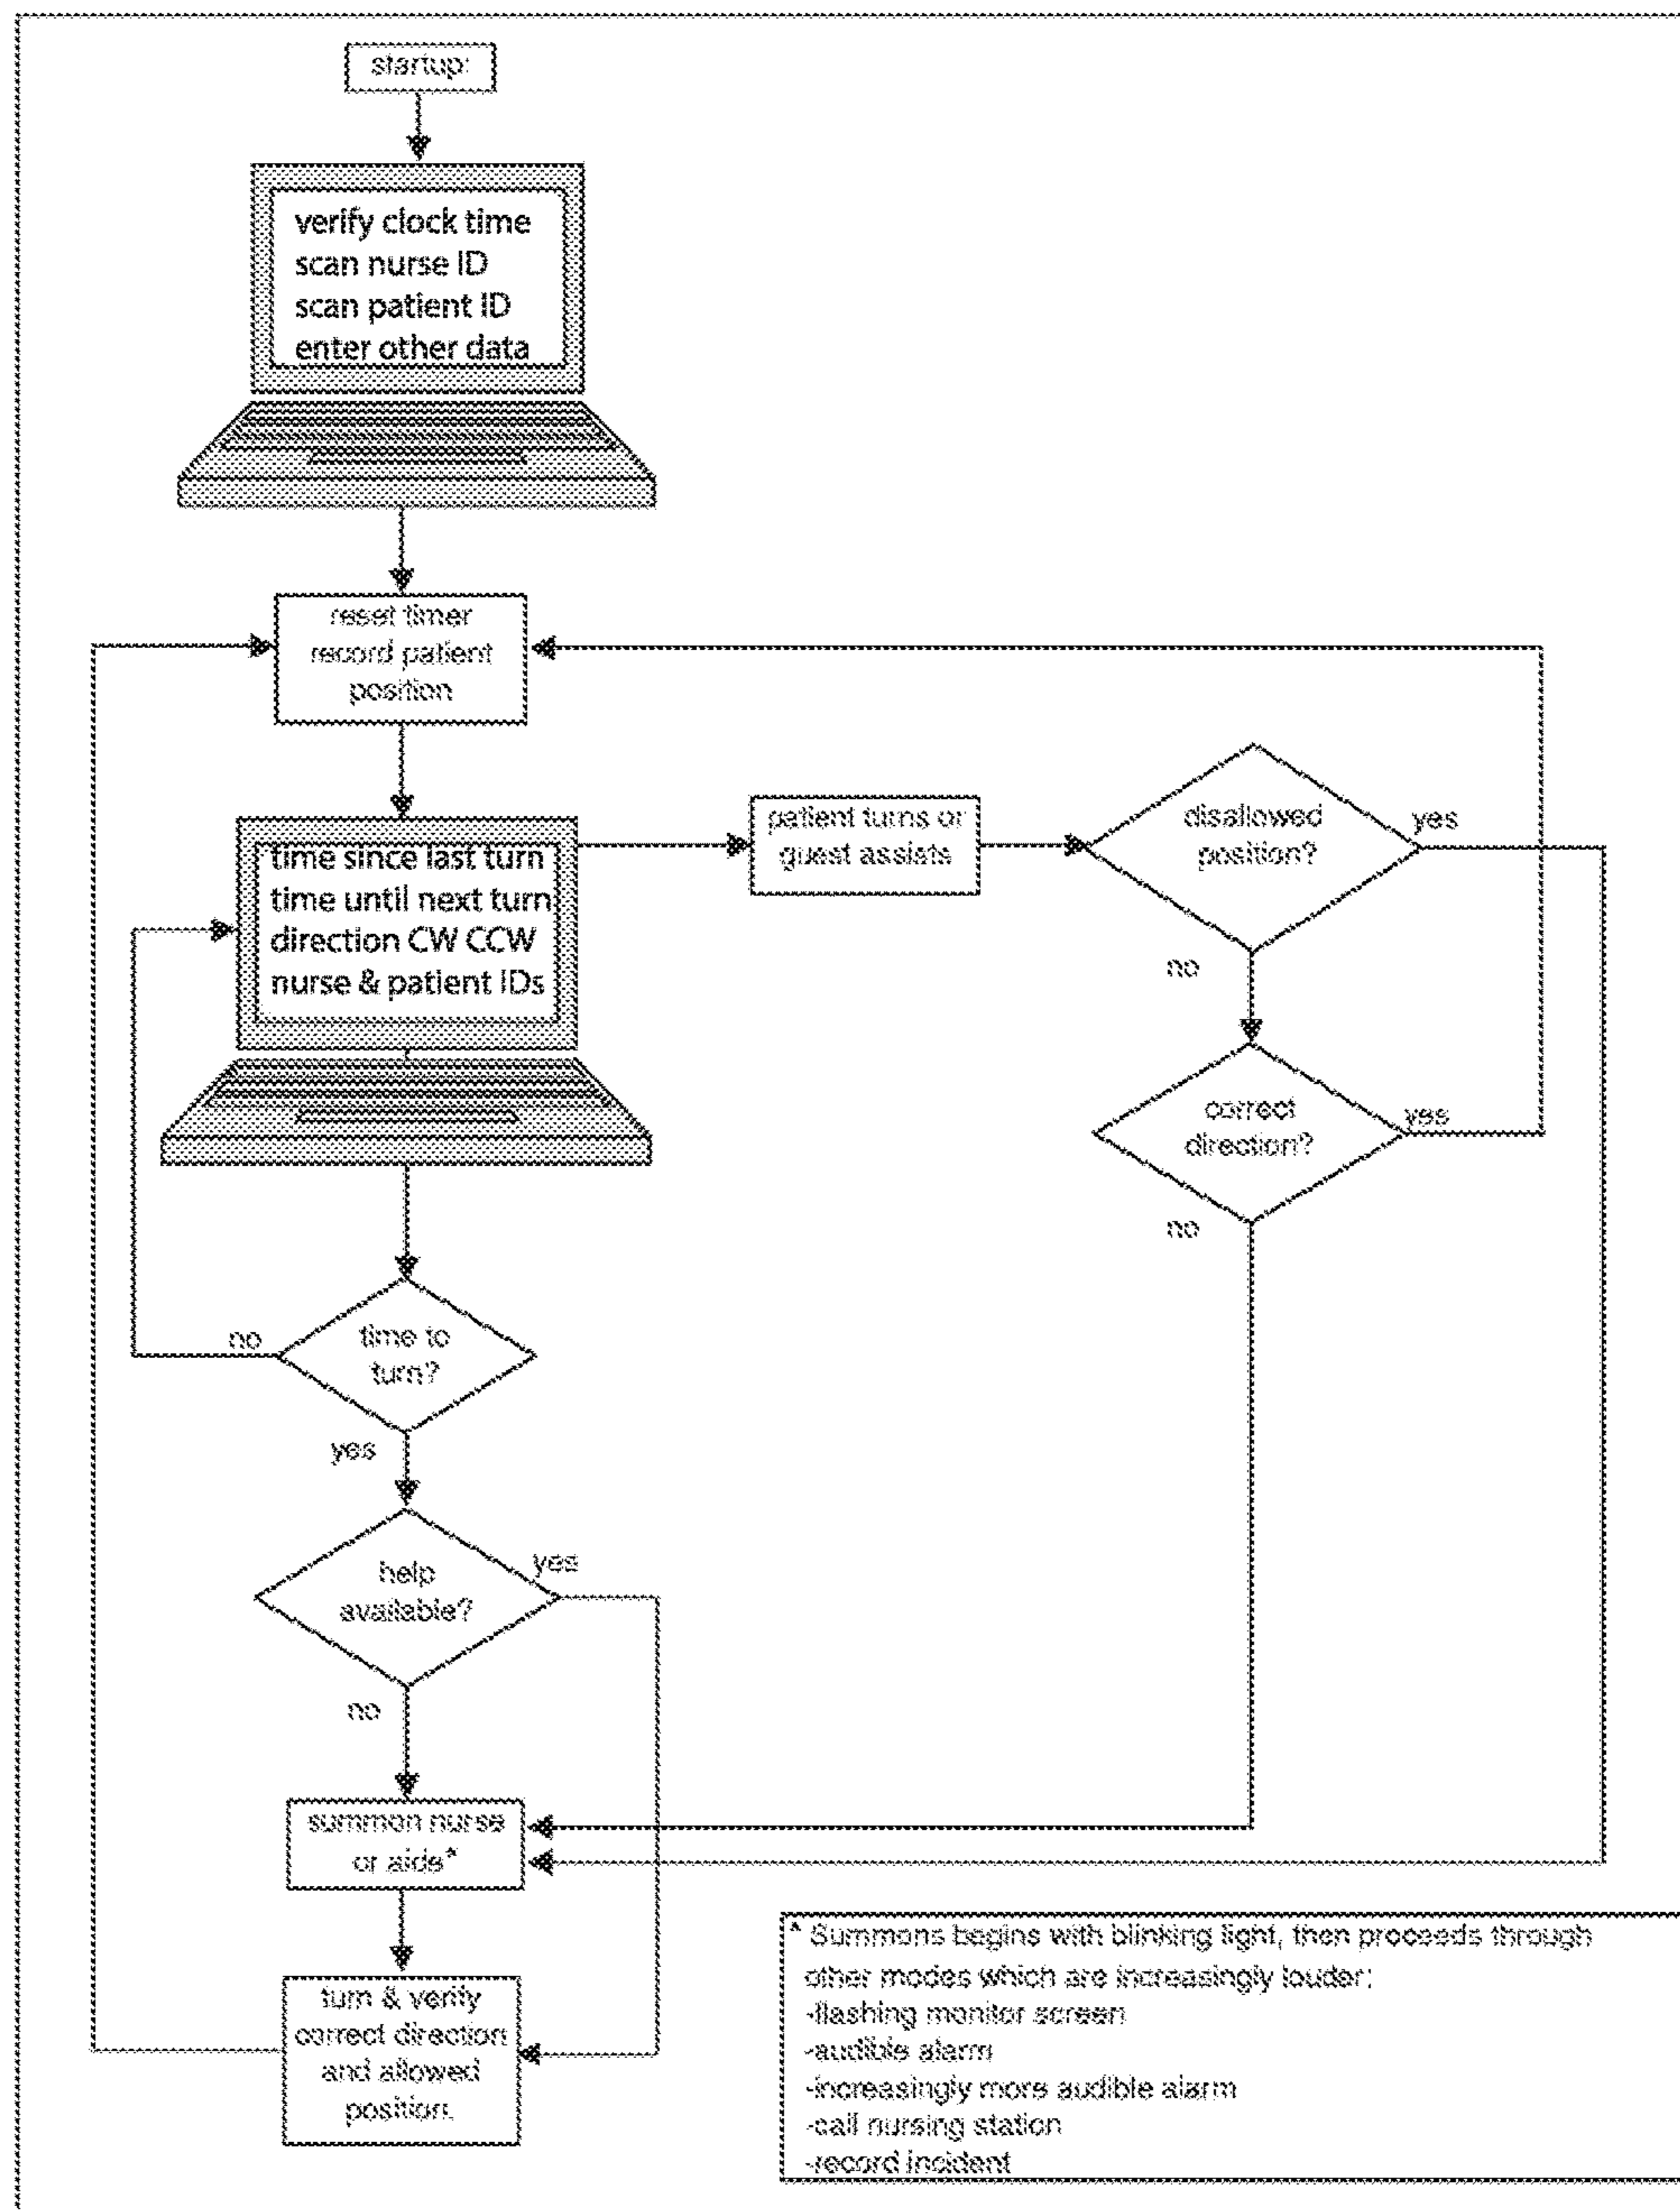 startup:
verify clock time
scan nurse ID
scan patient ID
enter other data
reset timer
record patient
position
time since last turn
time until next turn
direction CW CCW
nurse & patient IDs
patient turns or
guest assists
disallowed
position?
yes
no
correct
direction?
yes
no
time to
turn?
no
yes
help
available?
yes
no
summon nurse
or aide*
turn & verify
correct direction
and allowed
position.
* Summons begins with blinking light, then proceeds through
other modes which are increasingly louder:
-flashing monitor screen
-audible alarm
-increasingly more audible alarm
-call nursing station
-record incident